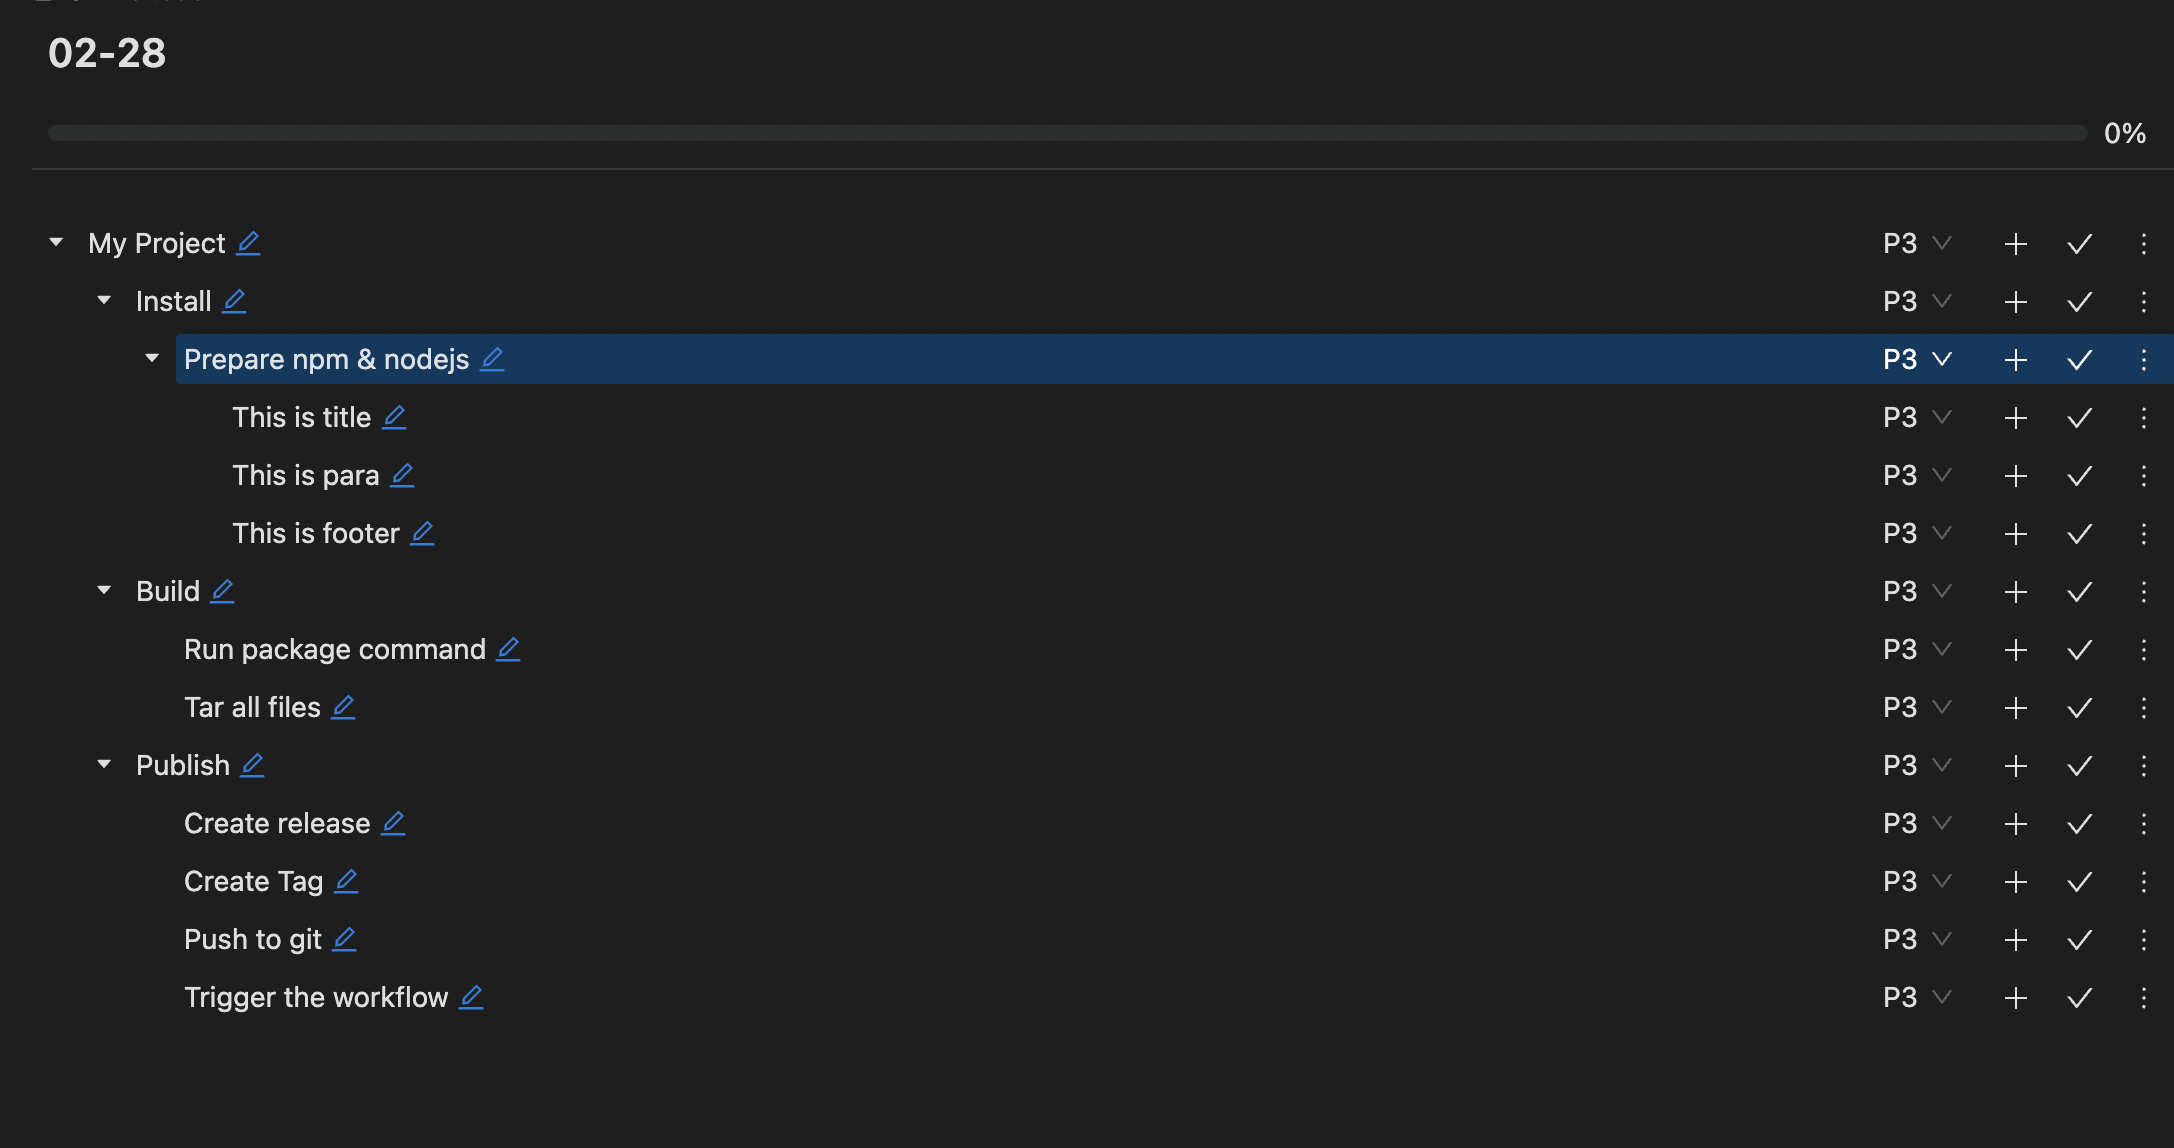 02-28
0%
My Project P3
Install P3
Prepare npm & nodejs P3
This is title P3
This is para P3
This is footer P3
Build P3
Run package command P3
Tar all files P3
Publish P3
Create release P3
Create Tag P3
Push to git P3
Trigger the workflow P3